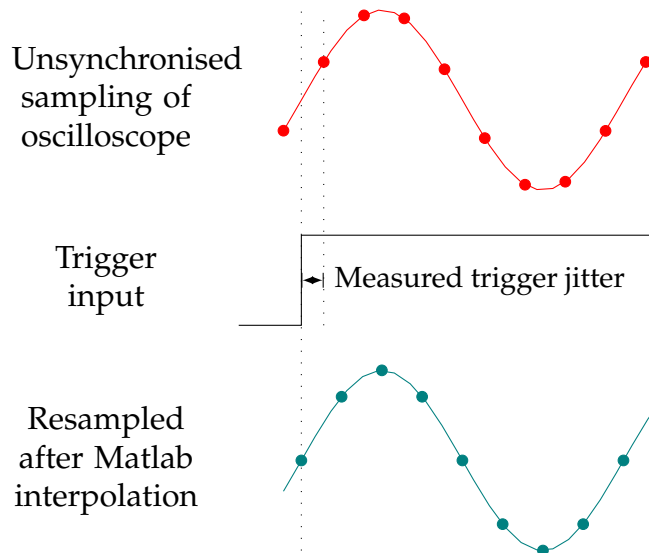 Unsynchronised
sampling of
oscilloscope
Trigger
input
Measured trigger jitter
Resampled
after Matlab
interpolation